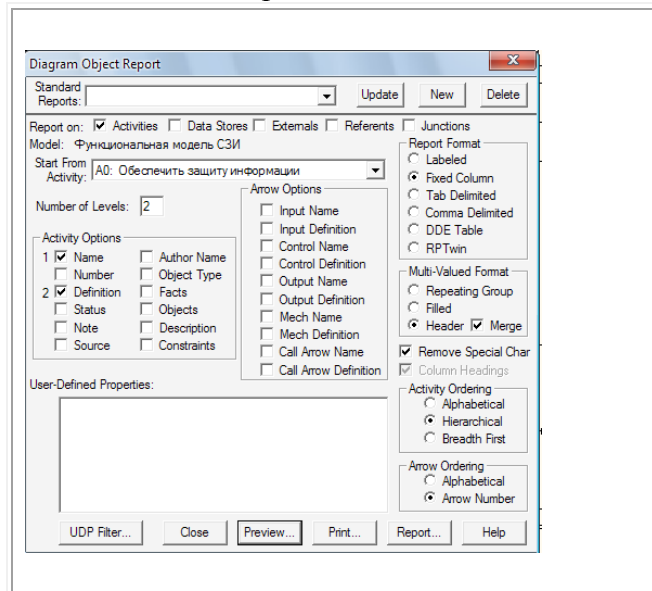 Diagram Object Report
Standard Reports:
Update New Delete
Report on: Activities Data Stores Externals Referents Junctions
Model: Функциональная модель СЗИ
Start From Activity: A0: Обеспечить защиту информации
Number of Levels: 2
Activity Options
1 Name Author Name
Number Object Type
2 Definition Facts
Status Objects
Note Description
Source Constraints
Arrow Options
Input Name
Input Definition
Control Name
Control Definition
Output Name
Output Definition
Mech Name
Mech Definition
Call Arrow Name
Call Arrow Definition
Report Format
Labeled
Fixed Column
Tab Delimited
Comma Delimited
DDE Table
RPTwin
Multi-Valued Format
Repeating Group
Filled
Header Merge
Remove Special Char
Column Headings
Activity Ordering
Alphabetical
Hierarchical
Breadth First
Arrow Ordering
Alphabetical
Arrow Number
User-Defined Properties:
UDP Filter... Close Preview... Print... Report... Help